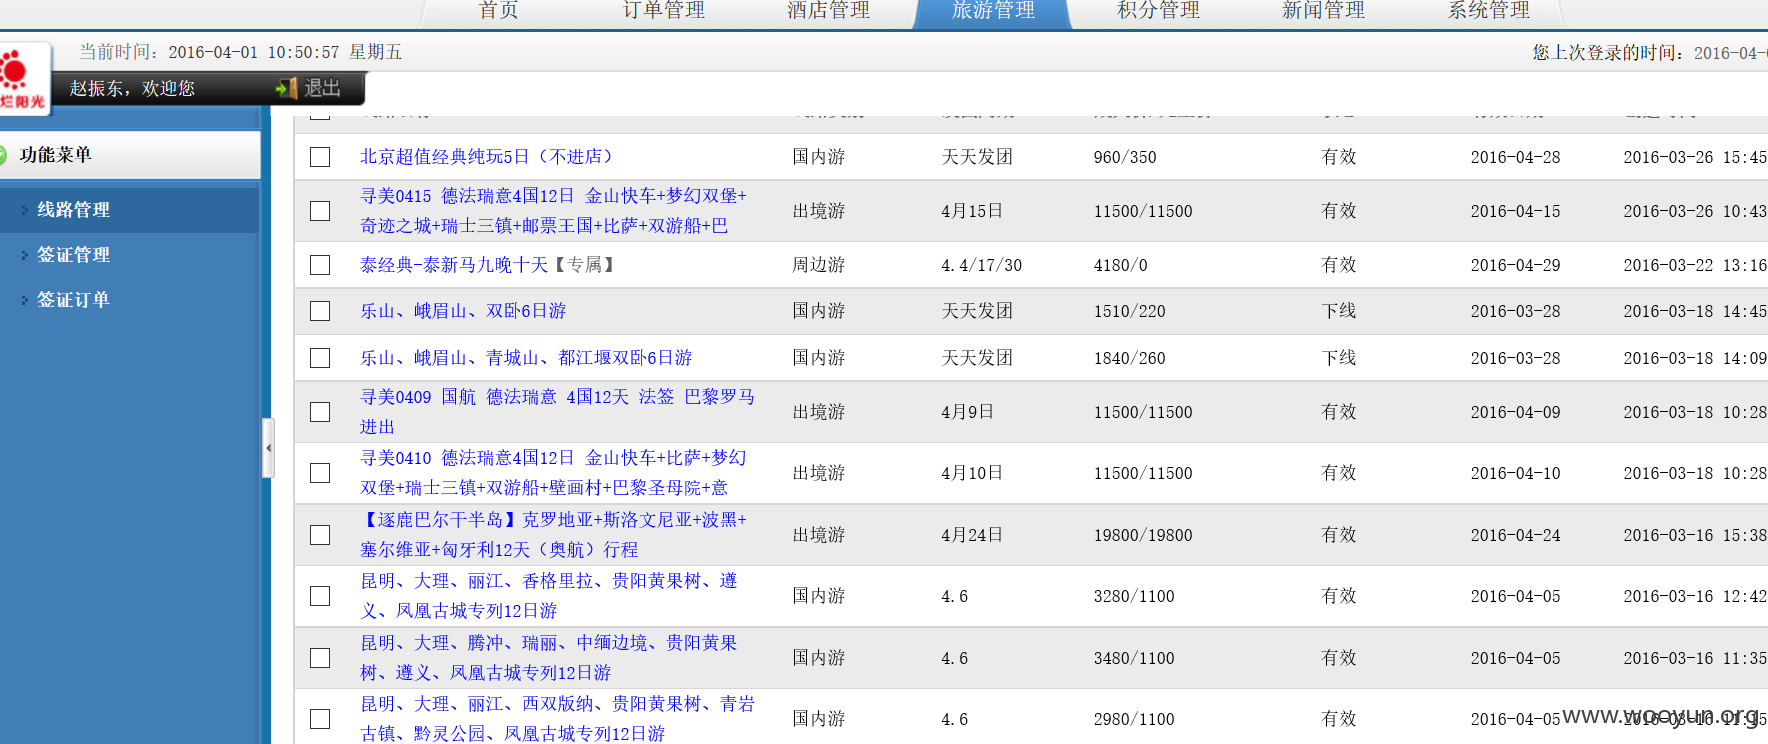 首页 订单管理 酒店管理 旅游管理 积分管理 新闻管理 系统管理
当前时间：2016-04-01 10:50:57 星期五 您上次登录的时间：2016-04-
烂阳光
赵振东，欢迎您 退出
功能菜单
线路管理
签证管理
签证订单
北京超值经典纯玩5日（不进店） 国内游 天天发团 960/350 有效 2016-04-28 2016-03-26 15:45
寻美0415 德法瑞意4国12日 金山快车+梦幻双堡+
奇迹之城+瑞士三镇+邮票王国+比萨+双游船+巴 出境游 4月15日 11500/11500 有效 2016-04-15 2016-03-26 10:43
泰经典-泰新马九晚十天【专属】 周边游 4.4/17/30 4180/0 有效 2016-04-29 2016-03-22 13:16
乐山、峨眉山、双卧6日游 国内游 天天发团 1510/220 下线 2016-03-28 2016-03-18 14:45
乐山、峨眉山、青城山、都江堰双卧6日游 国内游 天天发团 1840/260 下线 2016-03-28 2016-03-18 14:09
寻美0409 国航 德法瑞意 4国12天 法签 巴黎罗马
进出 出境游 4月9日 11500/11500 有效 2016-04-09 2016-03-18 10:28
寻美0410 德法瑞意4国12日 金山快车+比萨+梦幻
双堡+瑞士三镇+双游船+壁画村+巴黎圣母院+意 出境游 4月10日 11500/11500 有效 2016-04-10 2016-03-18 10:28
【逐鹿巴尔干半岛】克罗地亚+斯洛文尼亚+波黑+
塞尔维亚+匈牙利12天（奥航）行程 出境游 4月24日 19800/19800 有效 2016-04-24 2016-03-16 15:38
昆明、大理、丽江、香格里拉、贵阳黄果树、遵
义、凤凰古城专列12日游 国内游 4.6 3280/1100 有效 2016-04-05 2016-03-16 12:42
昆明、大理、腾冲、瑞丽、中缅边境、贵阳黄果
树、遵义、凤凰古城专列12日游 国内游 4.6 3480/1100 有效 2016-04-05 2016-03-16 11:35
昆明、大理、丽江、西双版纳、贵阳黄果树、青岩
古镇、黔灵公园、凤凰古城专列12日游 国内游 4.6 2980/1100 有效 2016-04-05
www.wooyun.org